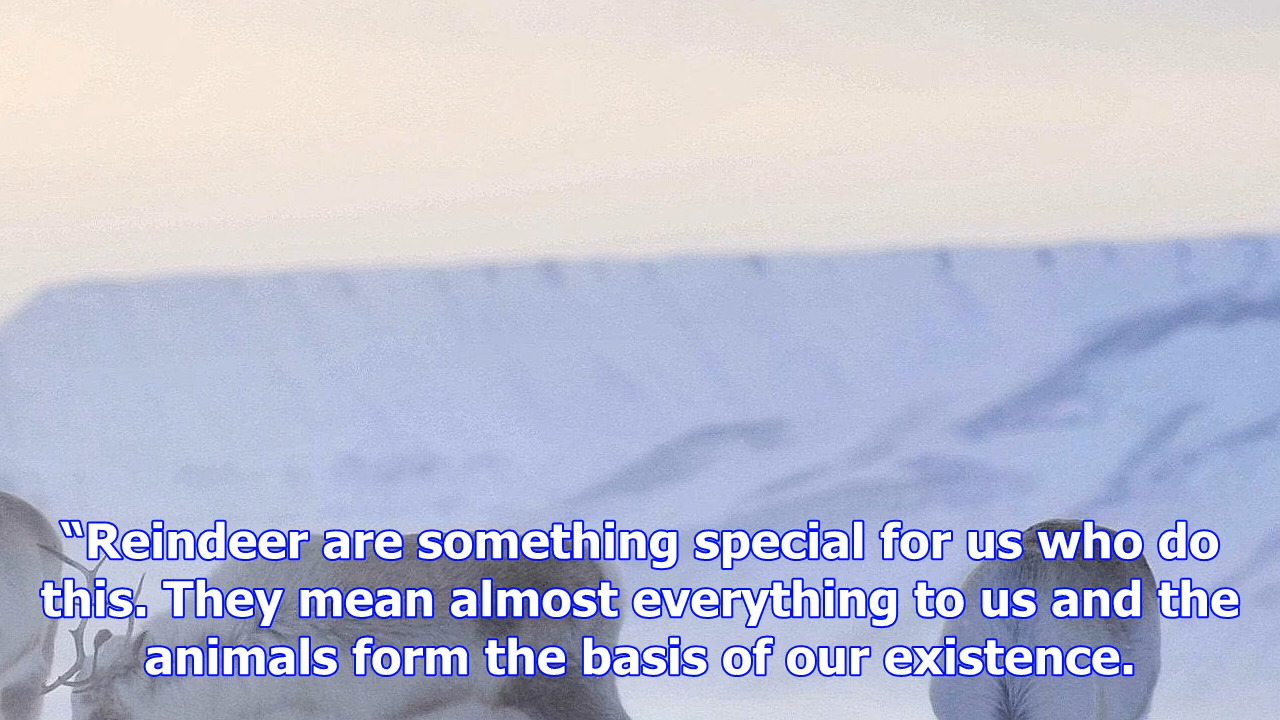 “Reindeer are something special for us who do
this. They mean almost everything to us and the
animals form the basis of our existence.